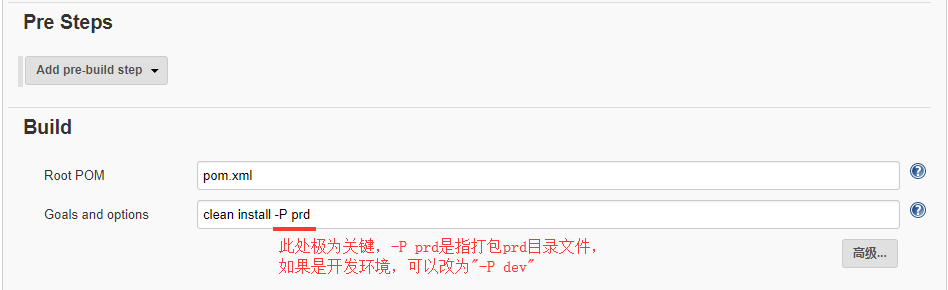 Pre Steps
Add pre-build step
Build
Root POM
pom.xml
Goals and options
clean install -P prd
此处极为关键，-P prd是指打包prd目录文件，
如果是开发环境，可以改为"-P dev"
高级...